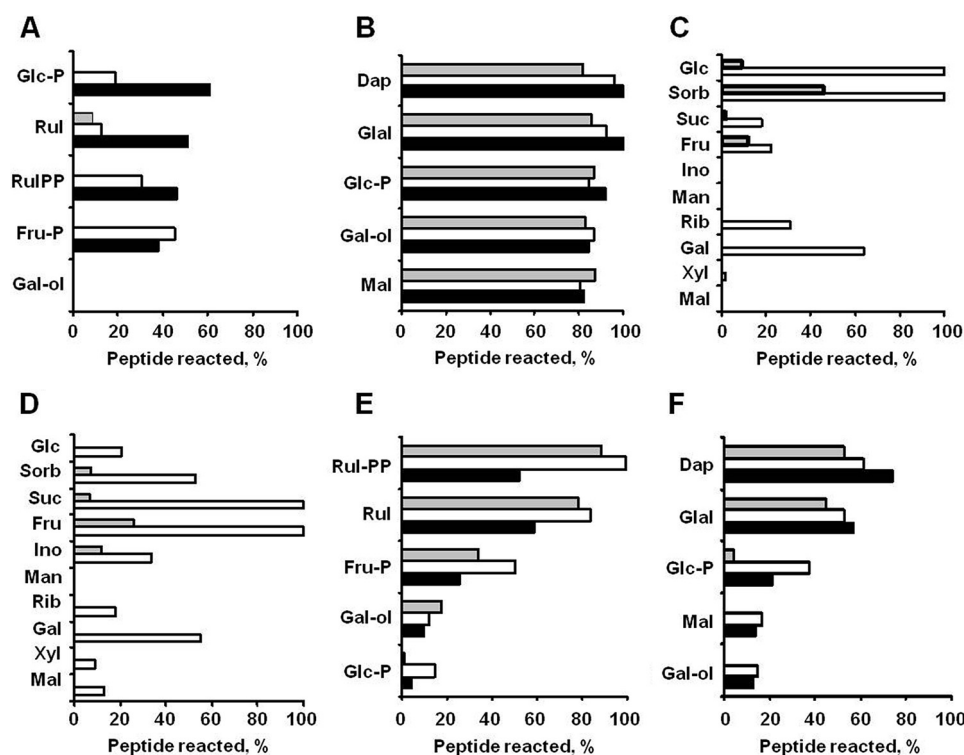 A
Glc-P
Rul
RulPP
Fru-P
Gal-ol
0 20 40 60 80 100
Peptide reacted, %
B
Dap
Glal
Glc-P
Gal-ol
Mal
0 20 40 60 80 100
Peptide reacted, %
C
Glc
Sorb
Suc
Fru
Ino
Man
Rib
Gal
Xyl
Mal
0 20 40 60 80 100
Peptide reacted, %
D
Glc
Sorb
Suc
Fru
Ino
Man
Rib
Gal
Xyl
Mal
0 20 40 60 80 100
Peptide reacted, %
E
Rul-PP
Rul
Fru-P
Gal-ol
Glc-P
0 20 40 60 80 100
Peptide reacted, %
F
Dap
Glal
Glc-P
Mal
Gal-ol
0 20 40 60 80 100
Peptide reacted, %